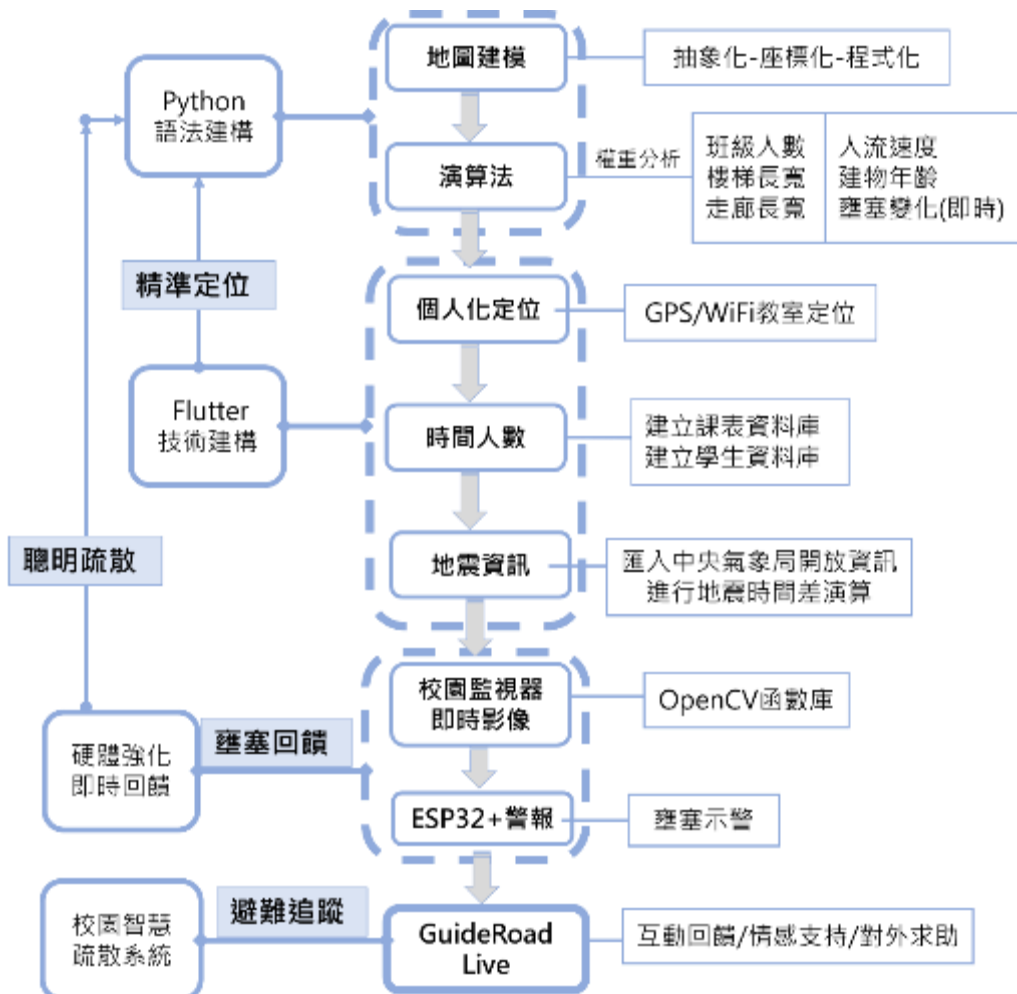 地圖建模
抽象化-座標化-程式化
Python
語法建構
演算法
權重分析
班級人數
樓梯長寬
走廊長寬
人流速度
建物年齡
壅塞變化(即時)
精準定位
個人化定位
GPS/WiFi教室定位
Flutter
技術建構
時間人數
建立課表資料庫
建立學生資料庫
聰明疏散
地震資訊
匯入中央氣象局開放資訊
進行地震時間差演算
校園監視器
即時影像
OpenCV函數庫
硬體強化
即時回饋
壅塞回饋
ESP32+警報
壅塞示警
校園智慧
疏散系統
避難追蹤
GuideRoad
Live
互動回饋/情感支持/對外求助